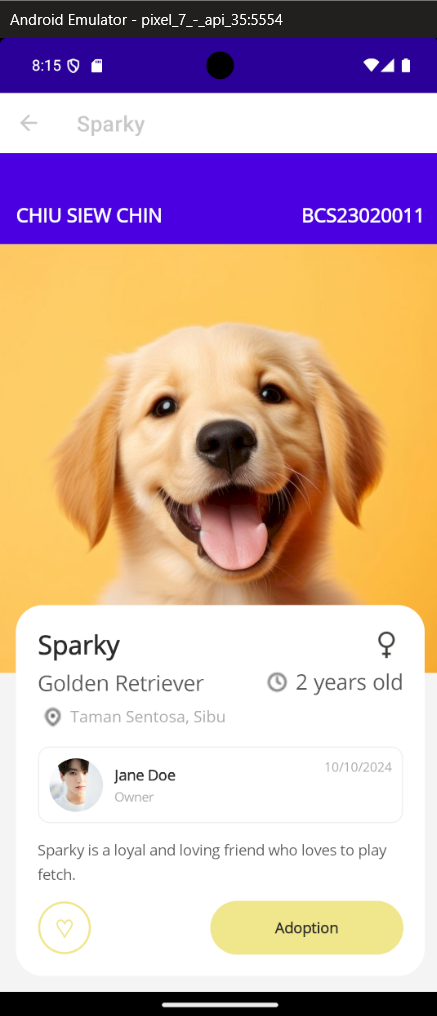 Android Emulator - pixel_7_-_api_35:5554
8:15
Sparky
CHIU SIEW CHIN BCS23020011
Sparky
Golden Retriever 2 years old
Taman Sentosa, Sibu
10/10/2024
Jane Doe
Owner
Sparky is a loyal and loving friend who loves to play
fetch.
Adoption